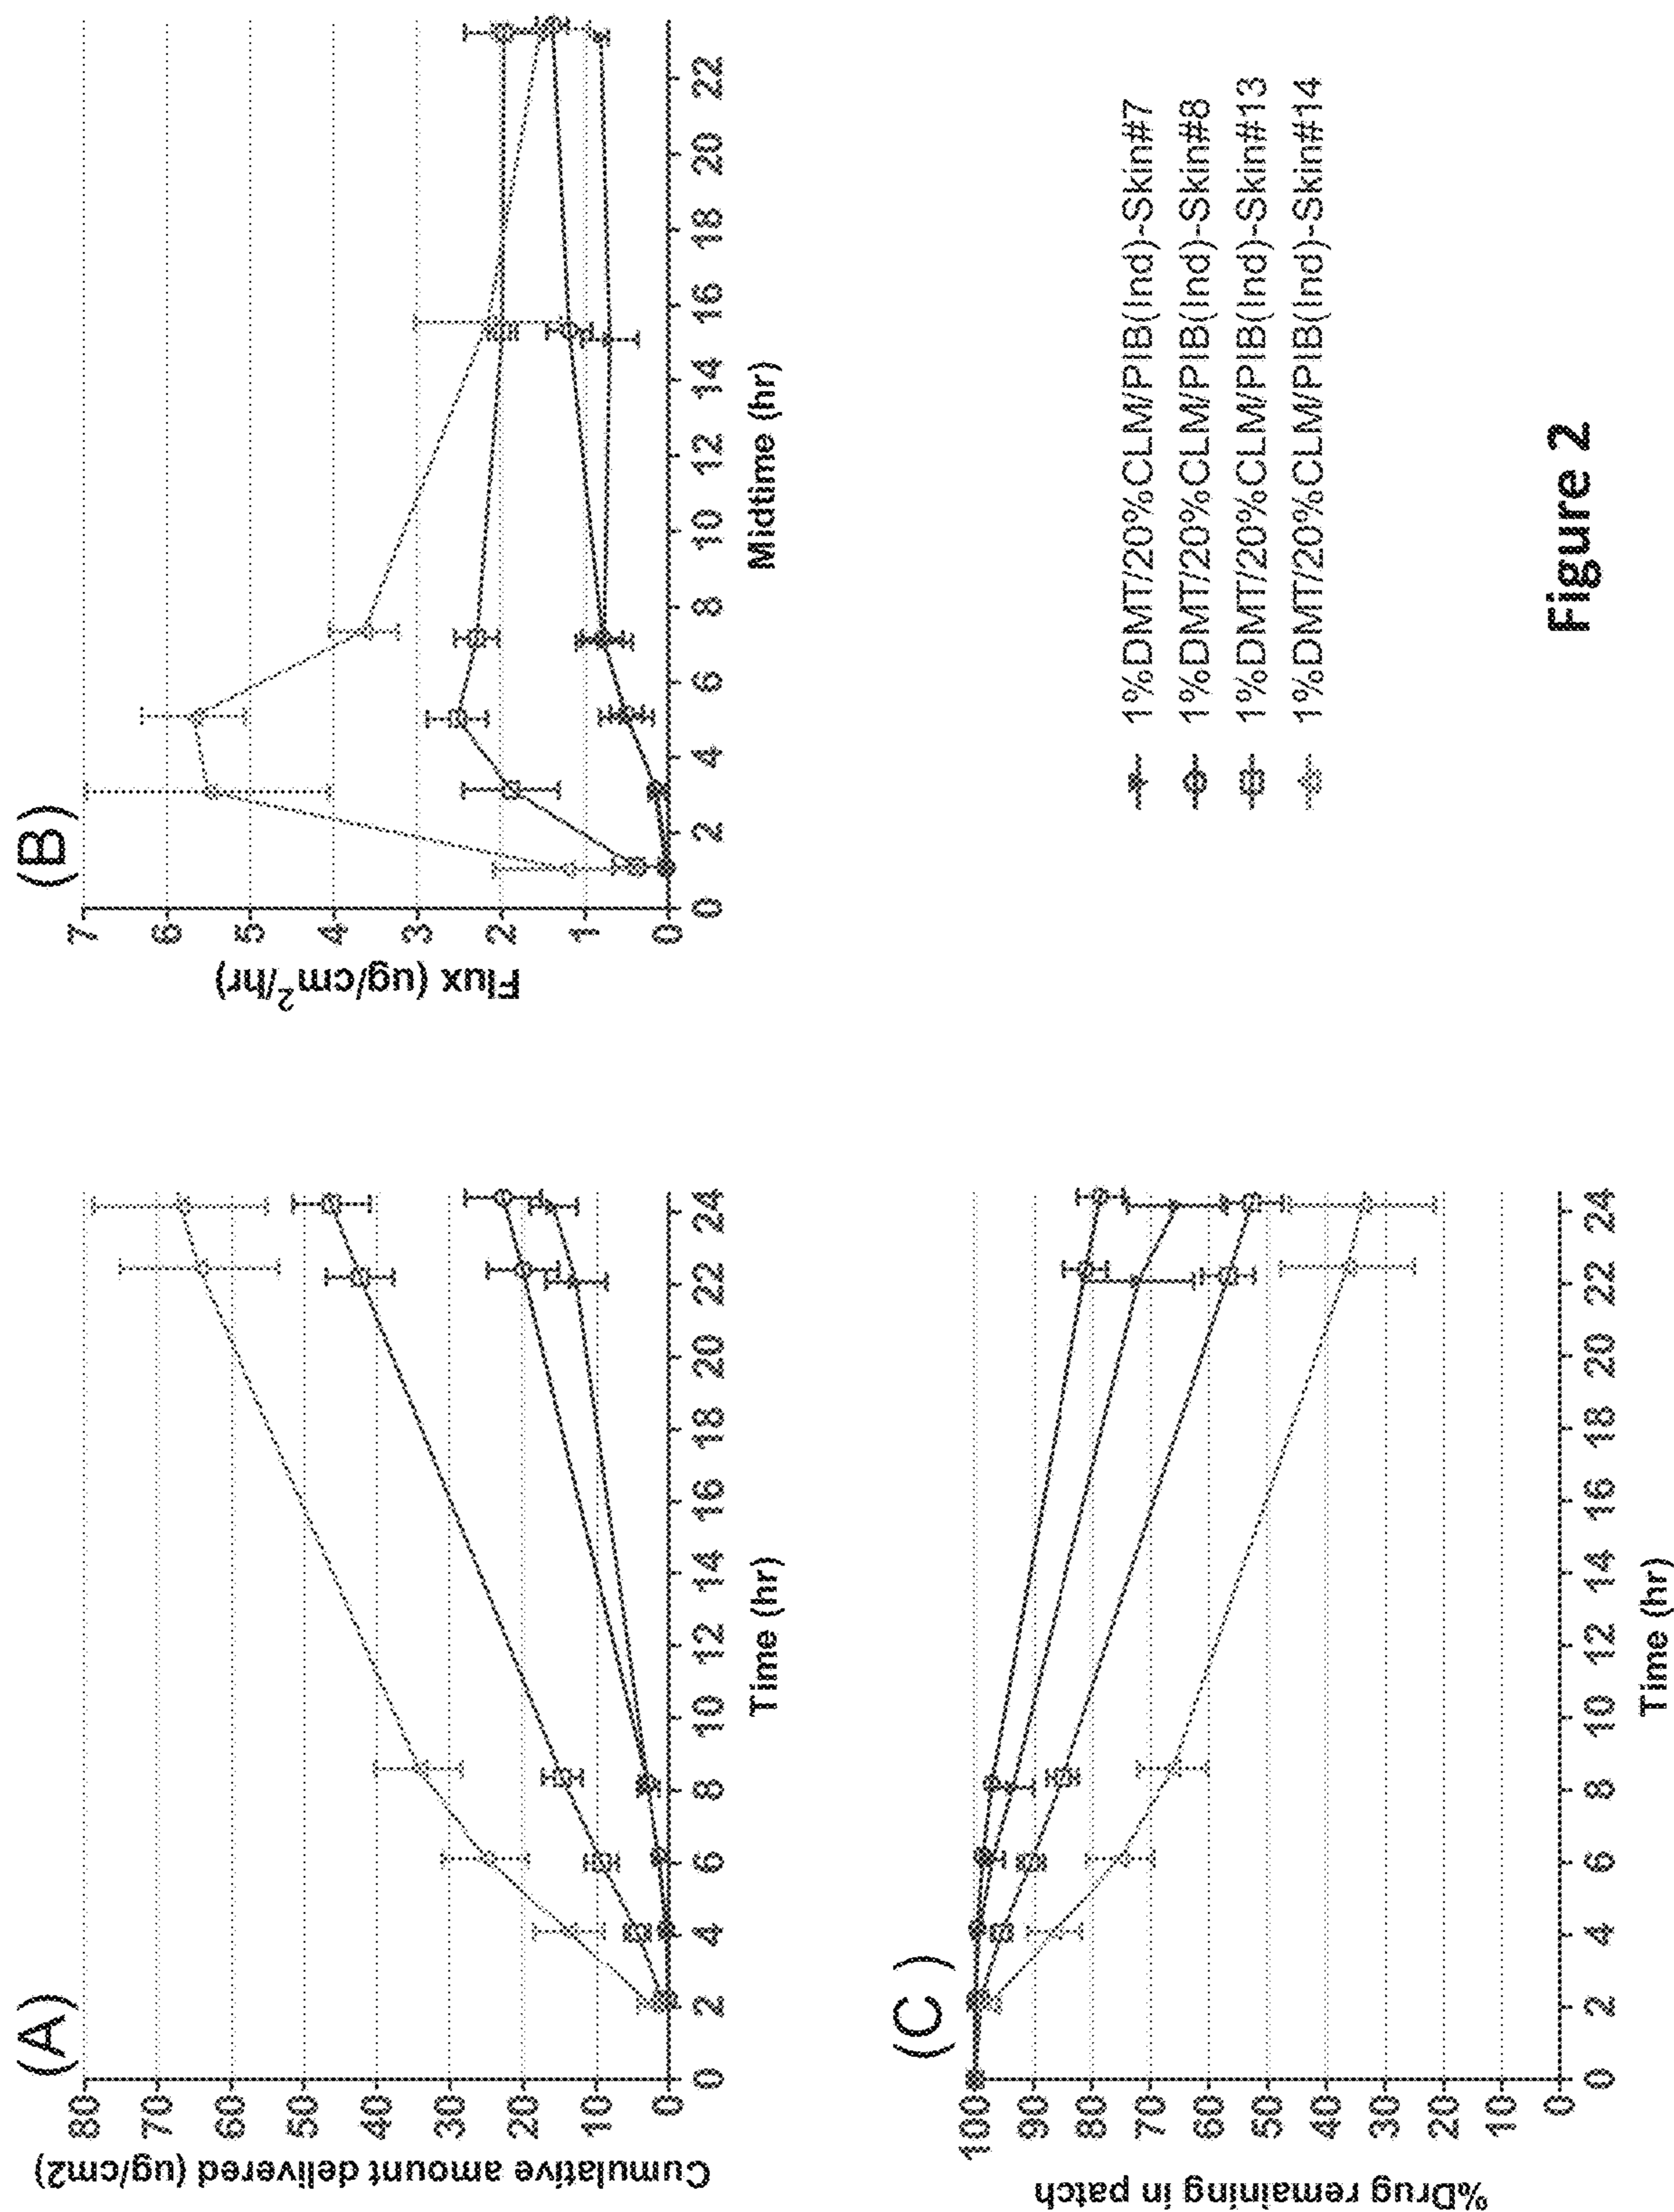 (A)
Cumulative amount delivered (ug/cm2)
80
70
60
50
40
30
20
10
0
0 2 4 6 8 10 12 14 16 18 20 22 24
Time (hr)
(B)
Flux (ug/cm²/hr)
7
6
5
4
3
2
1
0
0 2 4 6 8 10 12 14 16 18 20 22
Midtime (hr)
(C )
%Drug remaining in patch
100
90
80
70
60
50
40
30
20
10
0
0 2 4 6 8 10 12 14 16 18 20 22 24
Time (hr)
1%DMT/20%CLM/PIB(Ind)-Skin#7
1%DMT/20%CLM/PIB(Ind)-Skin#8
1%DMT/20%CLM/PIB(Ind)-Skin#13
1%DMT/20%CLM/PIB(Ind)-Skin#14
Figure 2